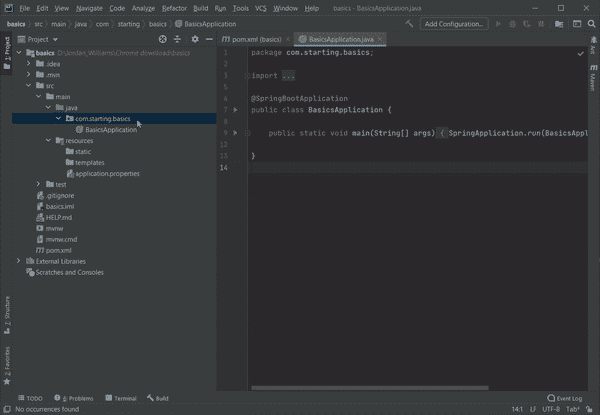 File Edit View Navigate Code Analyze Refactor Build Run Tools VCS Window Help basics - BasicsApplication.java
basics src main java com starting basics BasicsApplication Add Configuration...
Project
pom.xml (basics) BasicsApplication.java
basics D:\Jordan_Williams\Chrome download\basics
.idea
.mvn
src
main
java
com.starting.basics
BasicsApplication
resources
static
templates
application.properties
test
.gitignore
basics.iml
HELP.md
mvnw
mvnw.cmd
pom.xml
External Libraries
Scratches and Consoles
1 package com.starting.basics;
2
3 import ...
5
6 @SpringBootApplication
7 public class BasicsApplication {
8
9 public static void main(String[] args) { SpringApplication.run(BasicsAppl
12
13 }
14
1: Project
7: Structure
2: Favorites
Ant
Maven
TODO 6: Problems Terminal Build Event Log
No occurrences found 14:1 LF UTF-8 Tab*